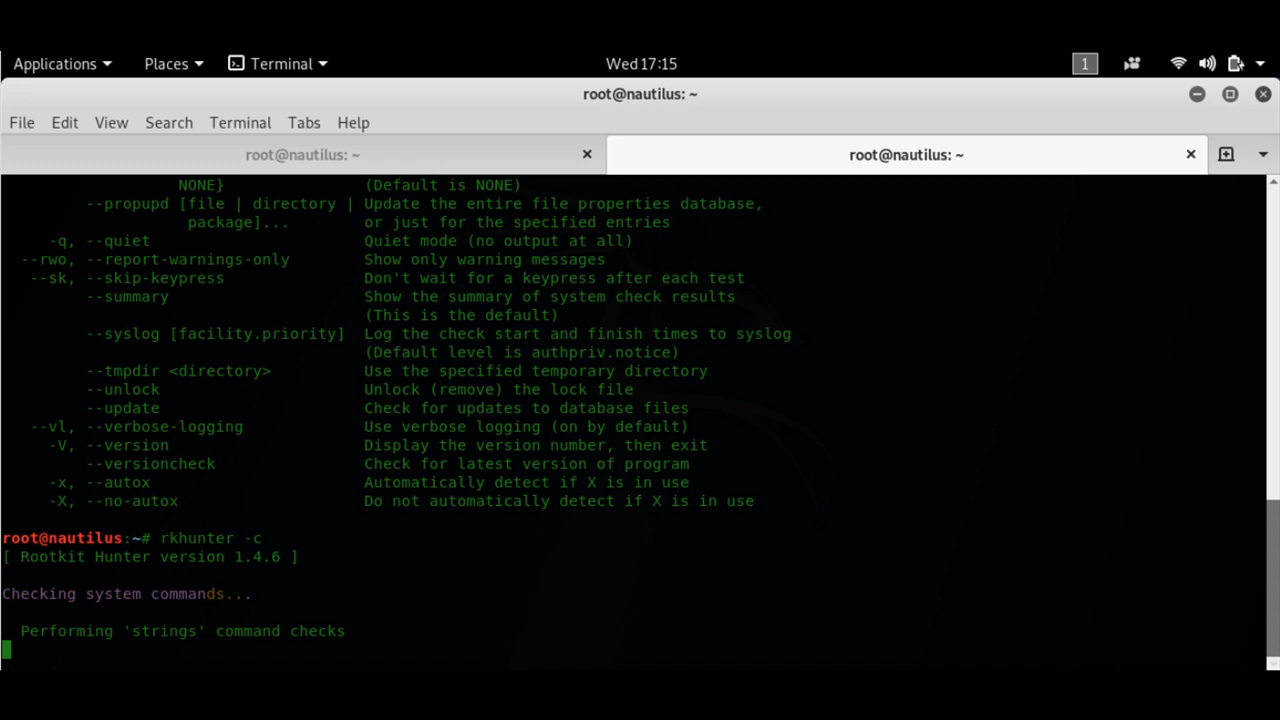 Applications Places Terminal Wed 17:15 1
root@nautilus: ~
File Edit View Search Terminal Tabs Help
root@nautilus: ~ root@nautilus: ~
NONE} (Default is NONE)
--propupd [file | directory | Update the entire file properties database,
package]... or just for the specified entries
-q, --quiet Quiet mode (no output at all)
--rwo, --report-warnings-only Show only warning messages
--sk, --skip-keypress Don't wait for a keypress after each test
--summary Show the summary of system check results
(This is the default)
--syslog [facility.priority] Log the check start and finish times to syslog
(Default level is authpriv.notice)
--tmpdir <directory> Use the specified temporary directory
--unlock Unlock (remove) the lock file
--update Check for updates to database files
--vl, --verbose-logging Use verbose logging (on by default)
-V, --version Display the version number, then exit
--versioncheck Check for latest version of program
-x, --autox Automatically detect if X is in use
-X, --no-autox Do not automatically detect if X is in use
root@nautilus:~# rkhunter -c
[ Rootkit Hunter version 1.4.6 ]
Checking system commands...
Performing 'strings' command checks